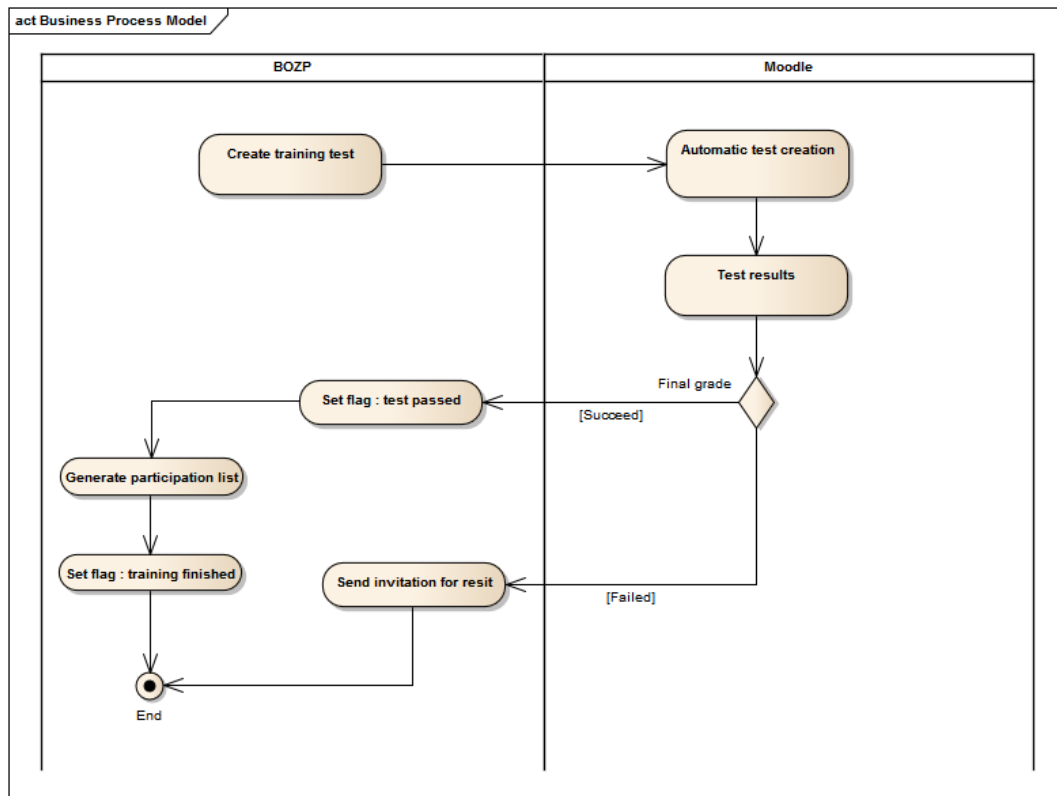 act Business Process Model
BOZP
Moodle
Create training test
Automatic test creation
Test results
Final grade
Set flag : test passed
[Succeed]
Generate participation list
Set flag : training finished
Send invitation for resit
[Failed]
End